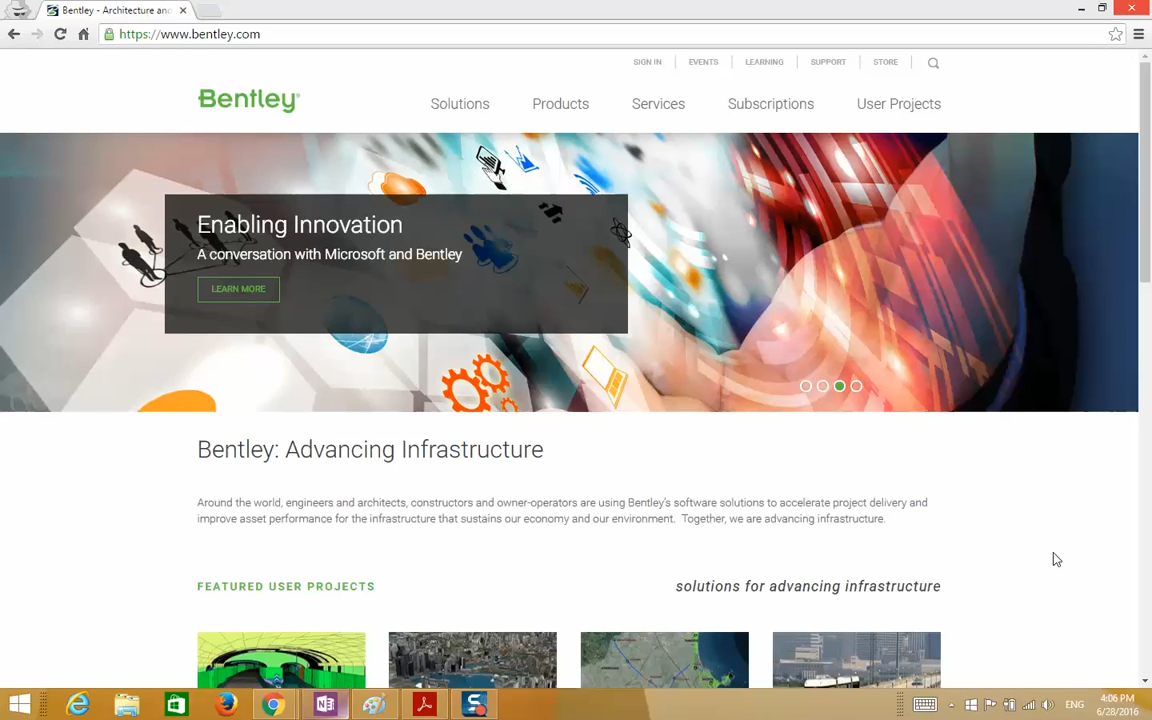 Bentley - Architecture and
https://www.bentley.com
SIGN IN EVENTS LEARNING SUPPORT STORE
Bentley®
Solutions Products Services Subscriptions User Projects
Enabling Innovation
A conversation with Microsoft and Bentley
LEARN MORE
Bentley: Advancing Infrastructure
Around the world, engineers and architects, constructors and owner-operators are using Bentley's software solutions to accelerate project delivery and
improve asset performance for the infrastructure that sustains our economy and our environment. Together, we are advancing infrastructure.
FEATURED USER PROJECTS
solutions for advancing infrastructure
ENG
4:06 PM
6/28/2016